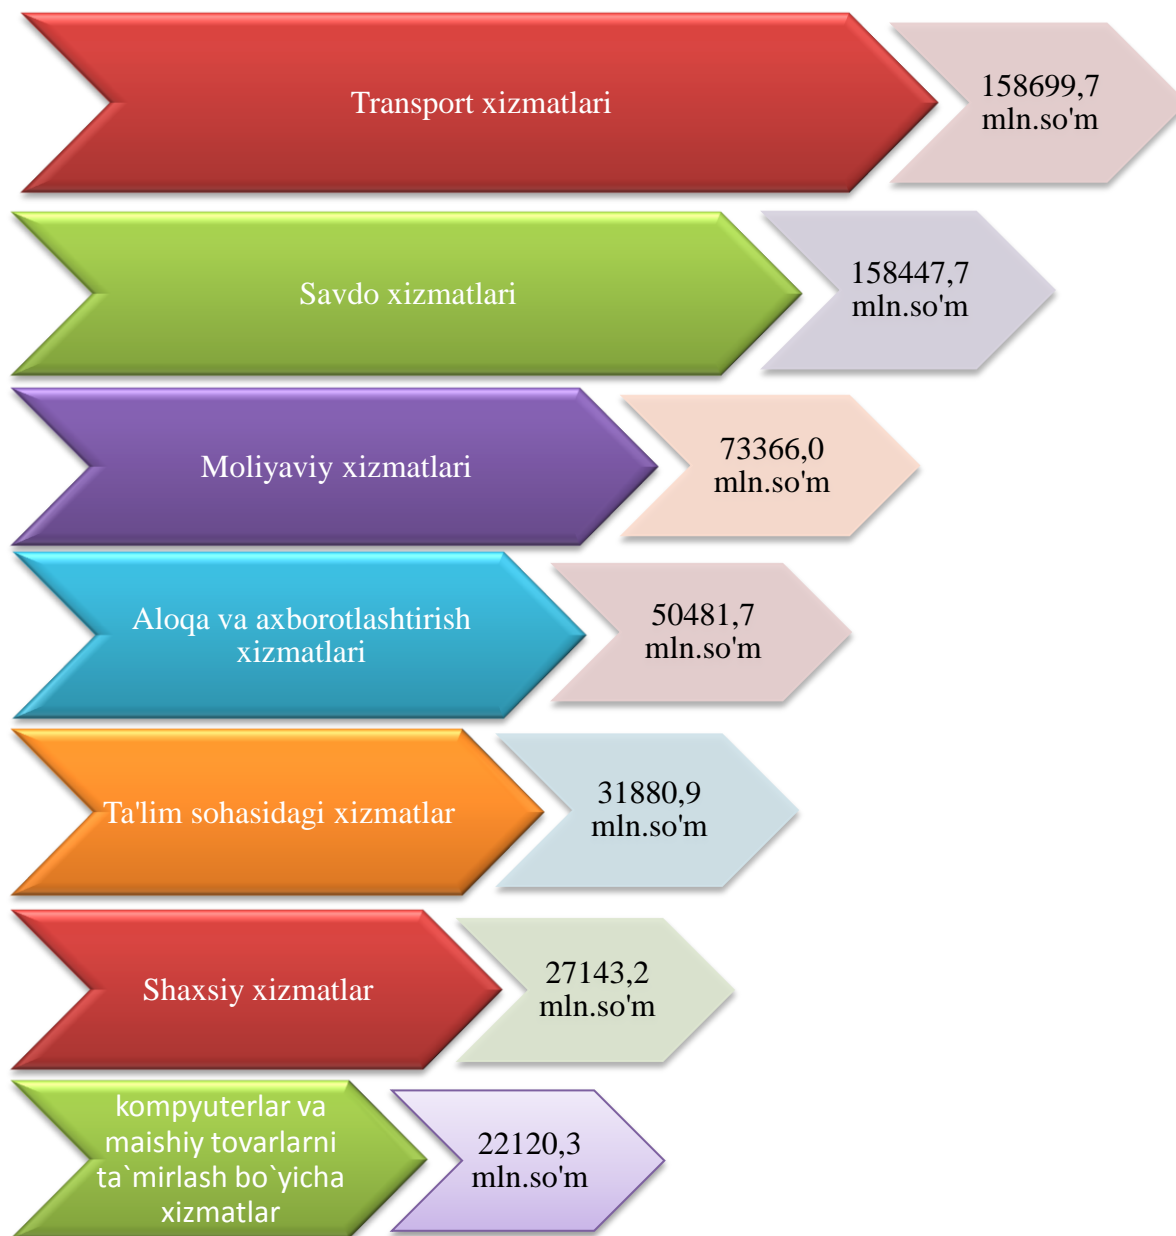 Transport xizmatlari
158699,7
mln.so'm
Savdo xizmatlari
158447,7
mln.so'm
Moliyaviy xizmatlari
73366,0
mln.so'm
Aloqa va axborotlashtirish
xizmatlari
50481,7
mln.so'm
Ta'lim sohasidagi xizmatlar
31880,9
mln.so'm
Shaxsiy xizmatlar
27143,2
mln.so'm
kompyuterlar va
maishiy tovarlarni
ta`mirlash bo`yicha
xizmatlar
22120,3
mln.so'm